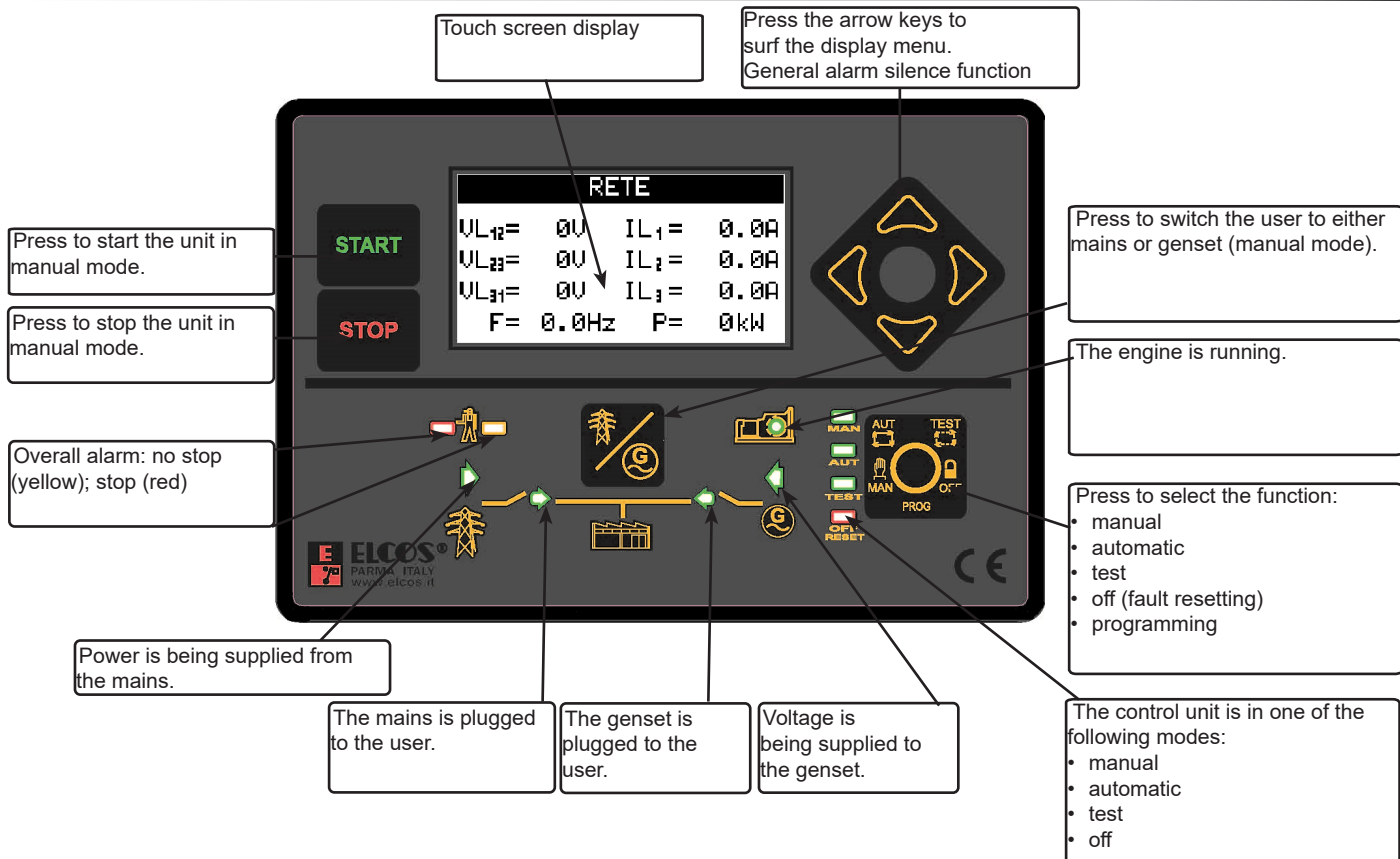 Touch screen display
Press the arrow keys to
surf the display menu.
General alarm silence function
Press to start the unit in
manual mode.
Press to stop the unit in
manual mode.
Overall alarm: no stop
(yellow); stop (red)
START
STOP
RETE
VL12= 0V IL1= 0.0A
VL23= 0V IL2= 0.0A
VL31= 0V IL3= 0.0A
F= 0.0Hz P= 0kW
Press to switch the user to either
mains or genset (manual mode).
The engine is running.
G
MAN
AUT
TEST
OFF
RESET
AUT TEST
MAN OFF
PROG
G
E ELCOS®
PARMA ITALY
www.elcos.it
CE
Press to select the function:
• manual
• automatic
• test
• off (fault resetting)
• programming
Power is being supplied from
the mains.
The mains is plugged
to the user.
The genset is
plugged to the
user.
Voltage is
being supplied to
the genset.
The control unit is in one of the
following modes:
• manual
• automatic
• test
• off